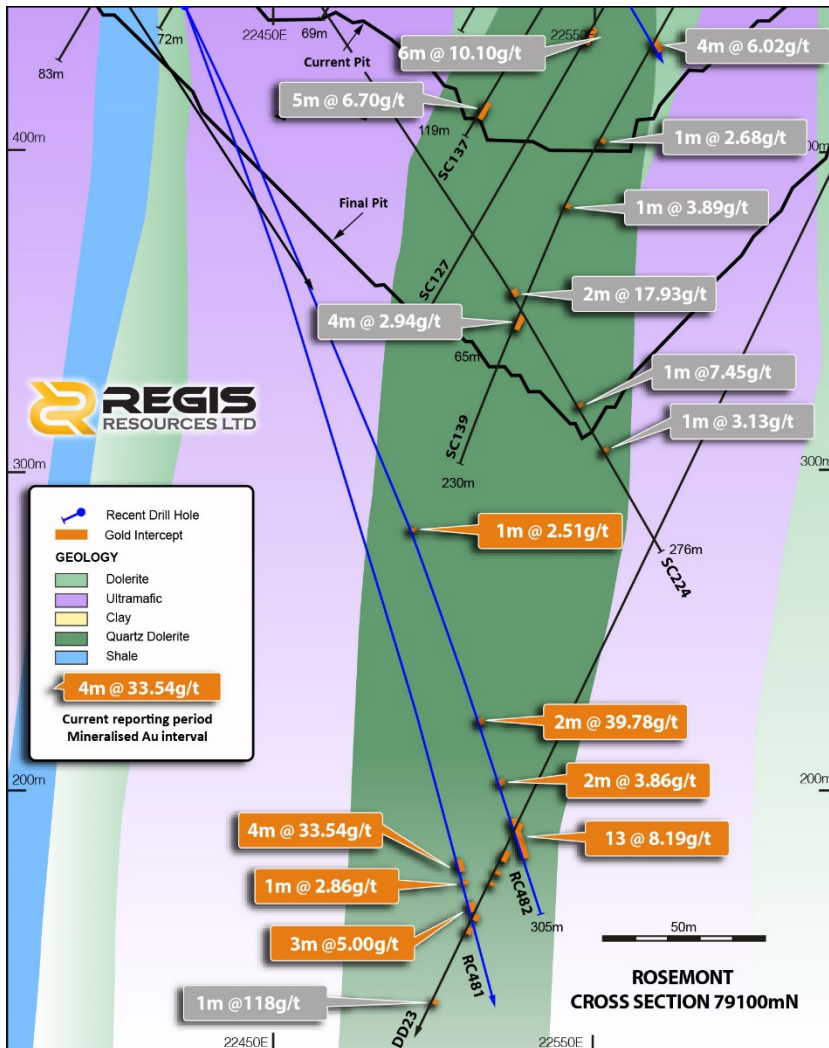 22450E
69m
72m
83m
Current Pit
22550E
6m @ 10.10g/t
4m @ 6.02g/t
5m @ 6.70g/t
119m
SC137
1m @ 2.68g/t
400m
00m
Final Pit
1m @ 3.89g/t
SC127
2m @ 17.93g/t
4m @ 2.94g/t
65m
1m @7.45g/t
REGIS
RESOURCES LTD
SC139
1m @ 3.13g/t
300m
300m
230m
Recent Drill Hole
Gold Intercept
GEOLOGY
Dolerite
Ultramafic
Clay
Quartz Dolerite
Shale
4m @ 33.54g/t
Current reporting period
Mineralised Au interval
1m @ 2.51g/t
276m
SC224
2m @ 39.78g/t
2m @ 3.86g/t
200m
200m
4m @ 33.54g/t
13 @ 8.19g/t
1m @ 2.86g/t
RC482
305m
50m
3m @5.00g/t
RC481
ROSEMONT
CROSS SECTION 79100mN
1m @118g/t
DD23
22450E
22550E